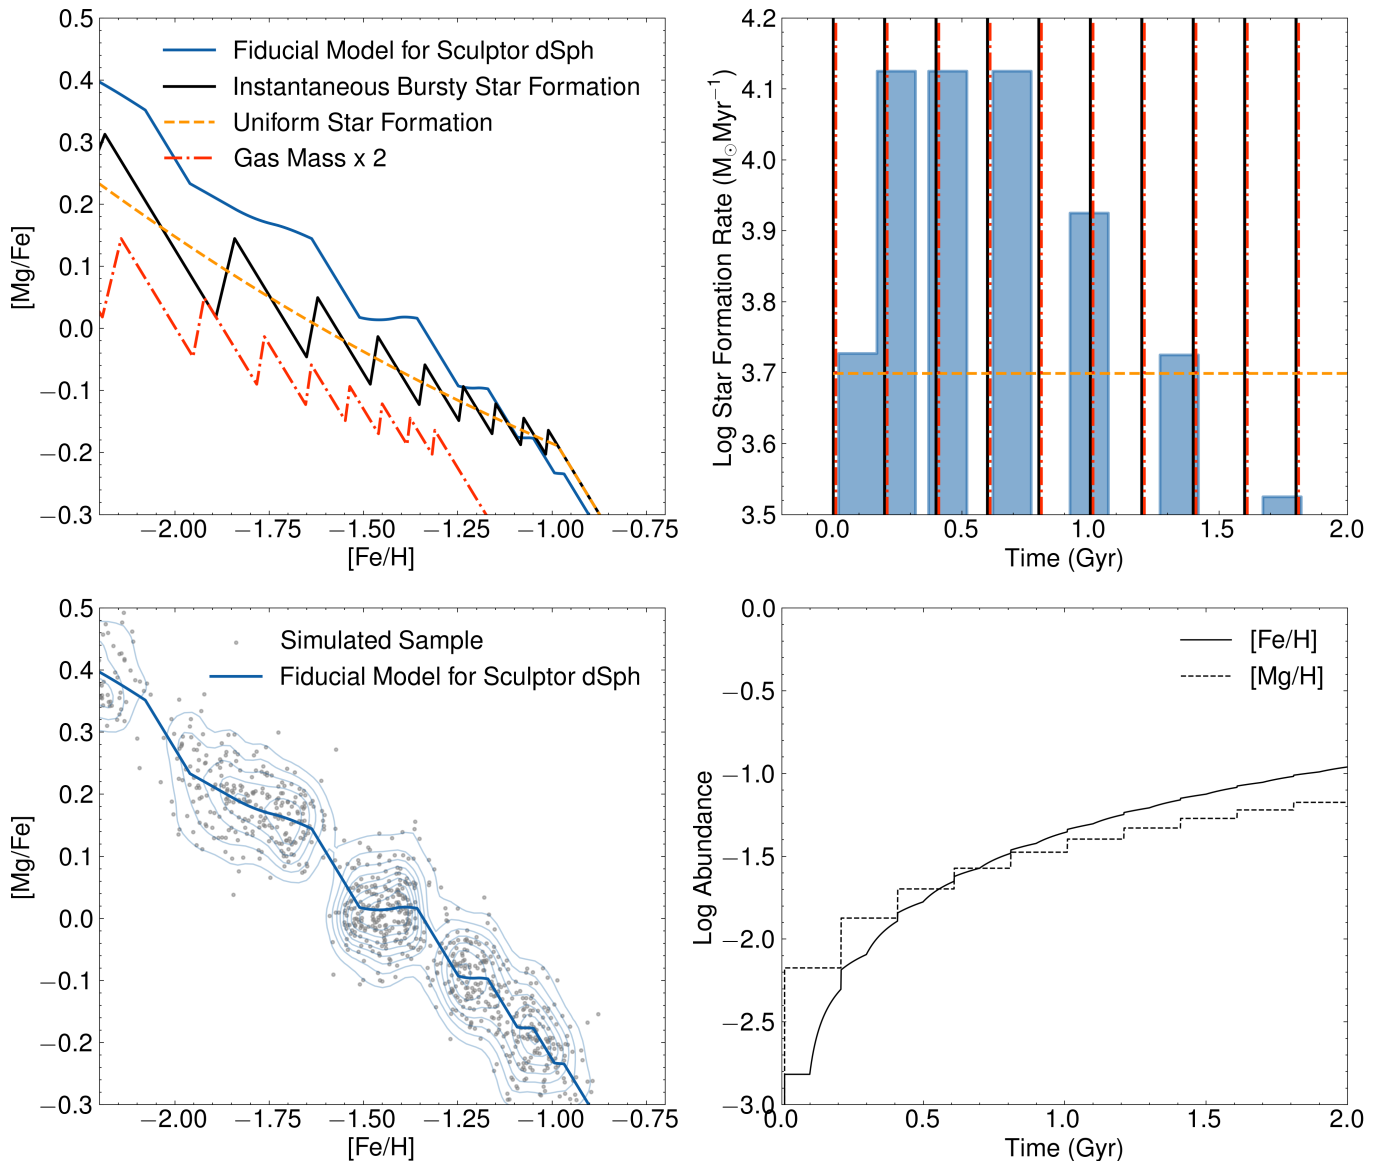 0.5
0.4
0.3
0.2
0.1
0.0
−0.1
−0.2
−0.3
[Mg/Fe]
Fiducial Model for Sculptor dSph
Instantaneous Bursty Star Formation
Uniform Star Formation
Gas Mass x 2
−2.00 −1.75 −1.50 −1.25 −1.00 −0.75
[Fe/H]
4.2
4.1
4.0
3.9
3.8
3.7
3.6
3.5
Log Star Formation Rate (M☉Myr⁻¹)
0.0 0.5 1.0 1.5 2.0
Time (Gyr)
0.5
0.4
0.3
0.2
0.1
0.0
−0.1
−0.2
−0.3
[Mg/Fe]
Simulated Sample
Fiducial Model for Sculptor dSph
−2.00 −1.75 −1.50 −1.25 −1.00 −0.75
[Fe/H]
0.0
−0.5
−1.0
−1.5
−2.0
−2.5
−3.0
Log Abundance
[Fe/H]
[Mg/H]
0.0 0.5 1.0 1.5 2.0
Time (Gyr)